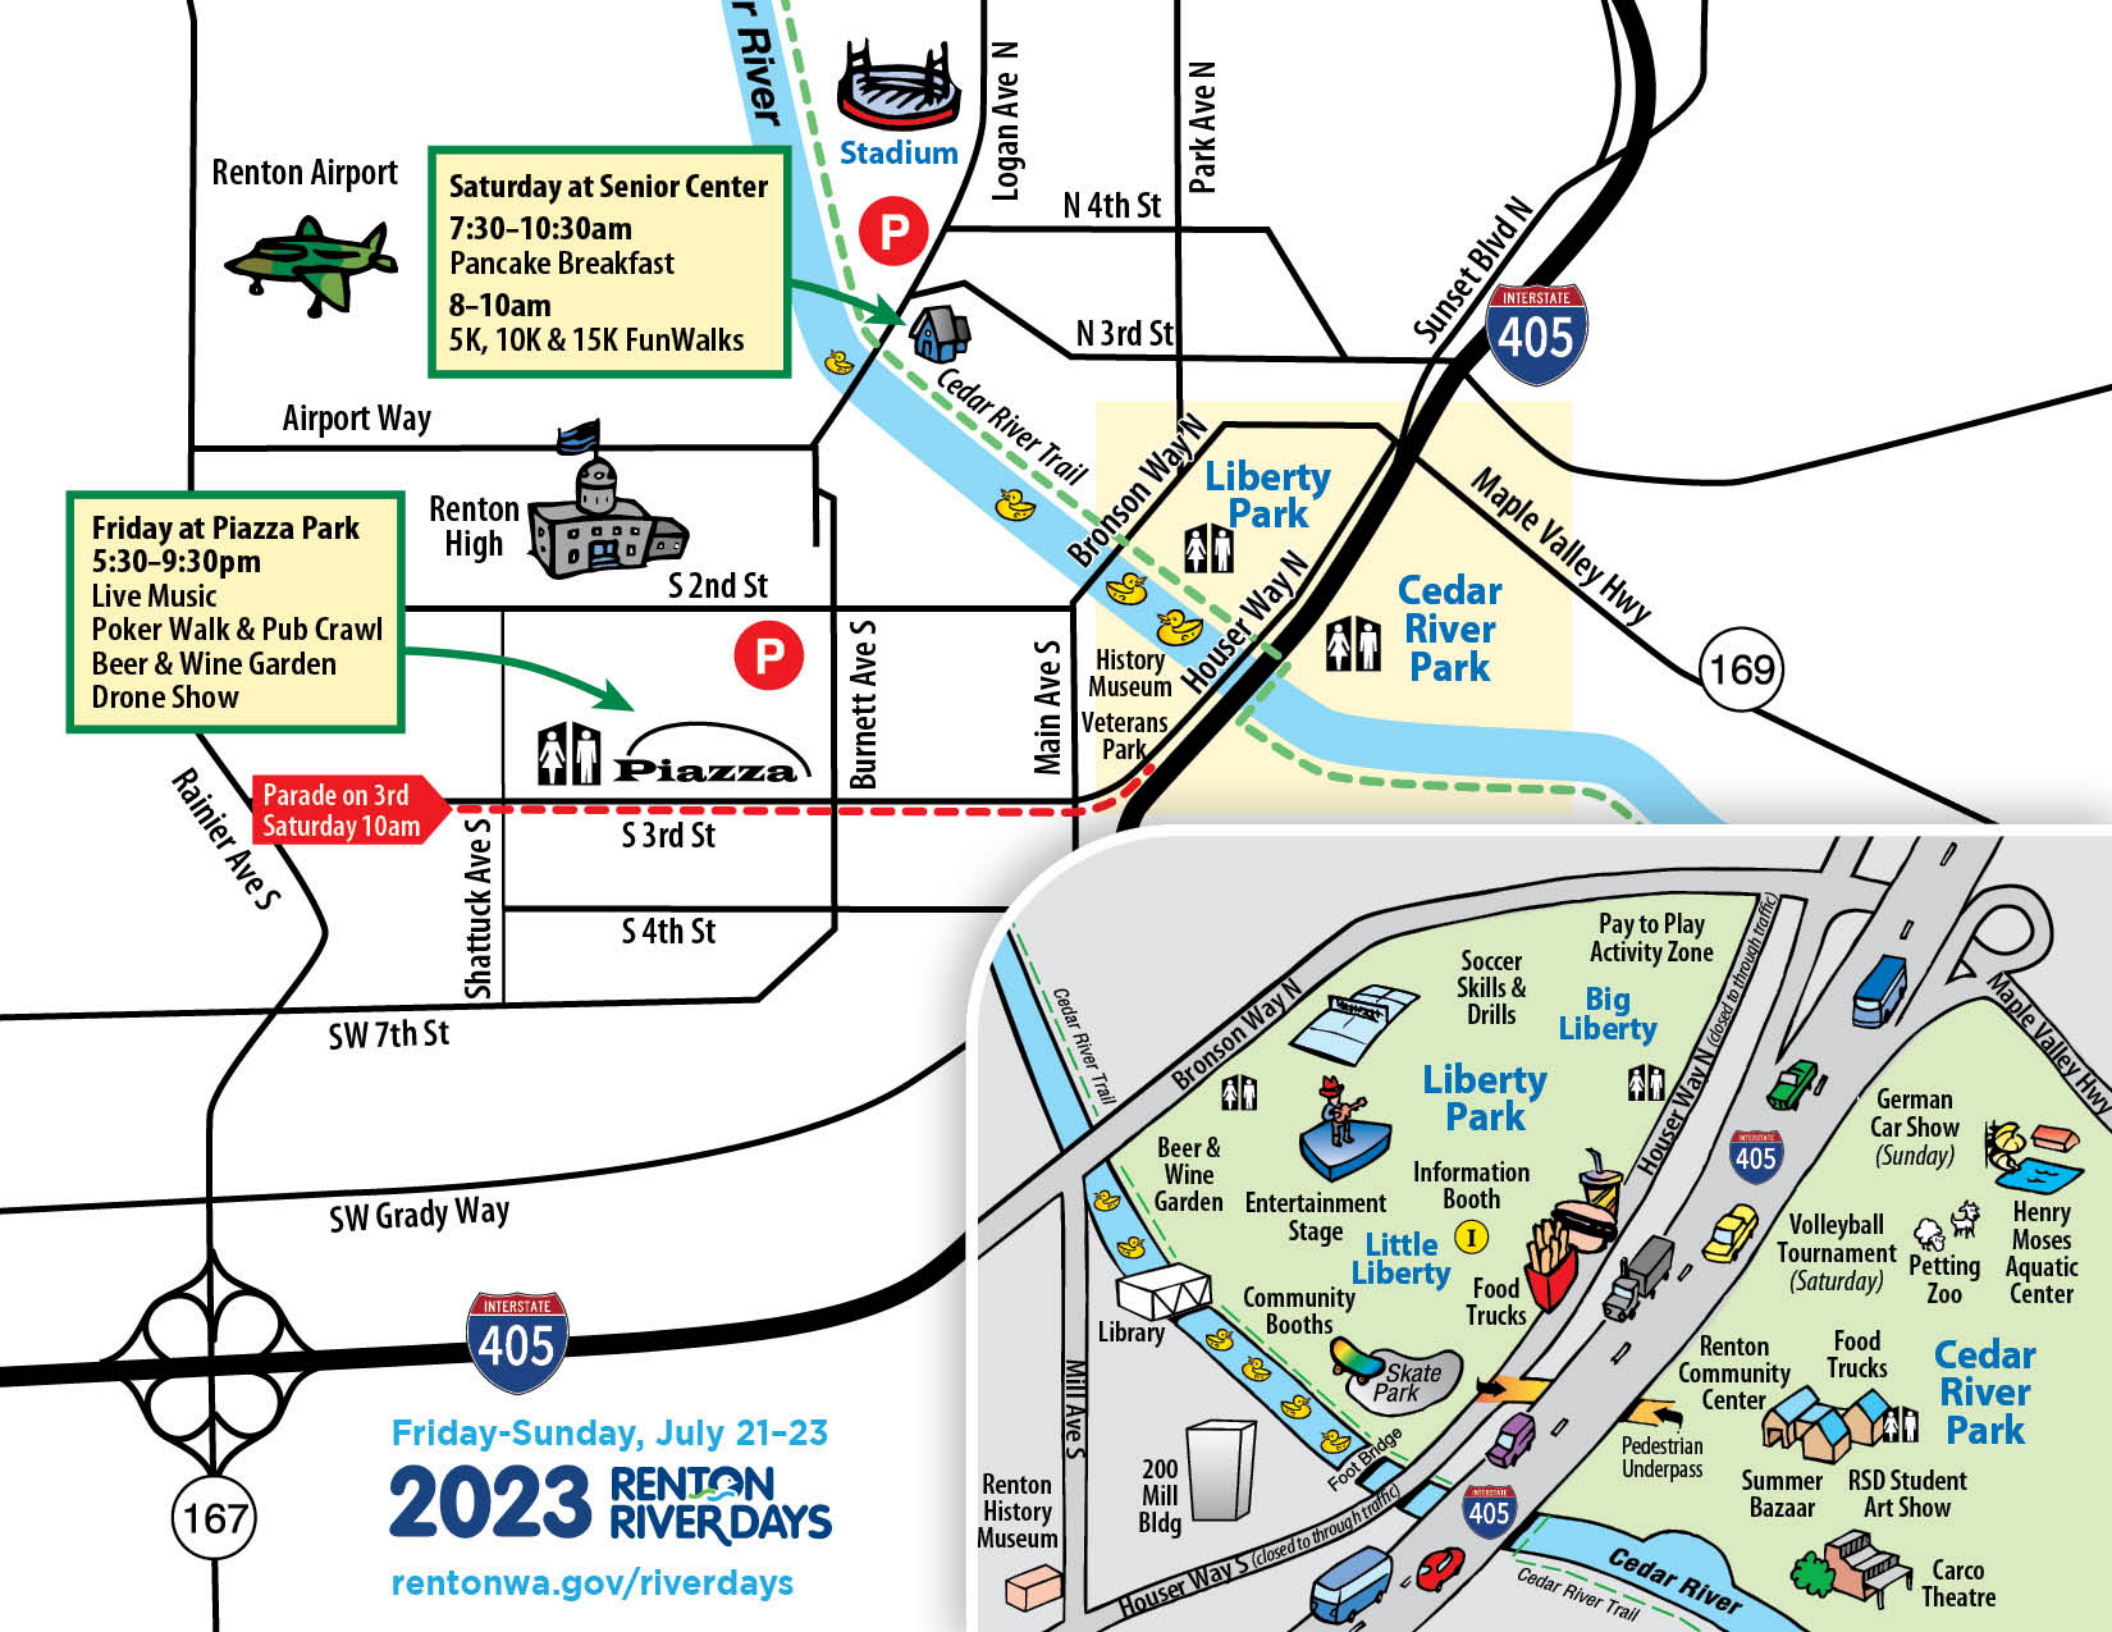 r River
Stadium
Logan Ave N
Park Ave N
Renton Airport
Saturday at Senior Center
7:30–10:30am
Pancake Breakfast
8–10am
5K, 10K & 15K FunWalks
P
N 4th St
N 3rd St
Sunset Blvd N
INTERSTATE
405
Airport Way
Cedar River Trail
Bronson Way N
Liberty
Park
Maple Valley Hwy
Renton
High
Friday at Piazza Park
5:30–9:30pm
Live Music
Poker Walk & Pub Crawl
Beer & Wine Garden
Drone Show
S 2nd St
P
Burnett Ave S
Main Ave S
History
Museum
Veterans
Park
Houser Way N
Cedar
River
Park
169
Piazza
Rainier Ave S
Parade on 3rd
Saturday 10am
S 3rd St
Shattuck Ave S
S 4th St
SW 7th St
SW Grady Way
INTERSTATE
405
167
Friday-Sunday, July 21–23
2023 RENTON
RIVER DAYS
rentonwa.gov/riverdays
Cedar River Trail
Bronson Way N
Pay to Play
Activity Zone
Soccer
Skills &
Drills
Big
Liberty
Houser Way N (closed to through traffic)
Maple Valley Hwy
Liberty
Park
Beer &
Wine
Garden
Entertainment
Stage
Information
Booth
I
Little
Liberty
Food
Trucks
Community
Booths
Skate
Park
Library
Mill Ave S
Foot Bridge
200
Mill
Bldg
Renton
History
Museum
Houser Way S (closed to through traffic)
INTERSTATE
405
INTERSTATE
405
German
Car Show
(Sunday)
Volleyball
Tournament
(Saturday)
Petting
Zoo
Henry
Moses
Aquatic
Center
Renton
Community
Center
Food
Trucks
Cedar
River
Park
Pedestrian
Underpass
Summer
Bazaar
RSD Student
Art Show
Carco
Theatre
Cedar River
Cedar River Trail